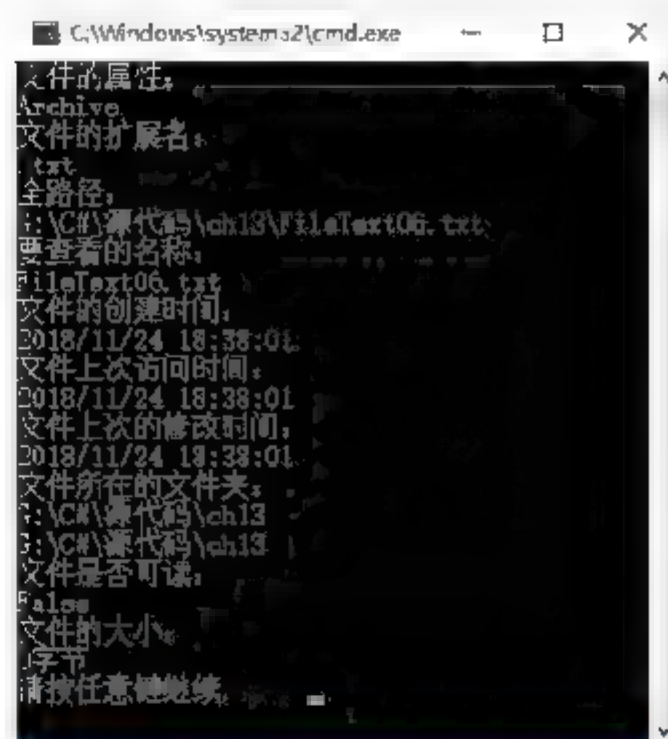 C:\Windows\system32\cmd.exe
文件的属性:
Archive
文件的扩展名:
.txt
全路径:
:\C#\源代码\ch13\FileText06.txt
要查看的名称:
FileText06.txt
文件的创建时间:
2018/11/24 18:38:01
文件上次访问时间:
2018/11/24 18:38:01
文件上次的修改时间:
2018/11/24 18:38:01
文件所在的文件夹:
:\C#\源代码\ch13
:\C#\源代码\ch13
文件是否可读:
False
文件的大小:
字节
请按任意键继续. . .